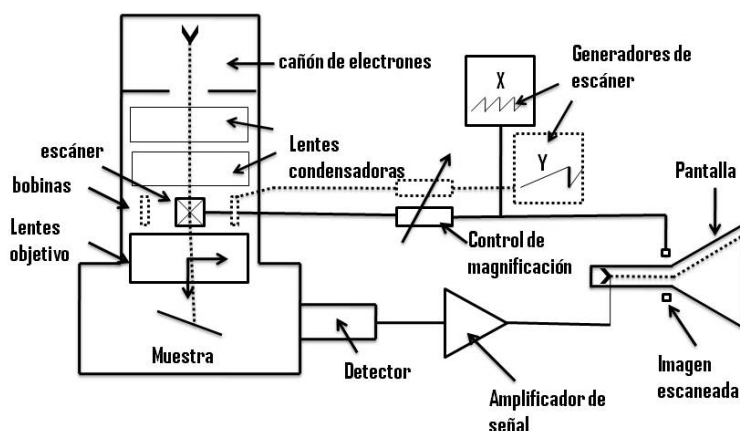 cañón de electrones
Generadores de
escáner
X
Y
Lentes
condensadoras
escáner
bobinas
Lentes
objetivo
Pantalla
Control de
magnificación
Muestra
Detector
Amplificador de
señal
Imagen
escaneada